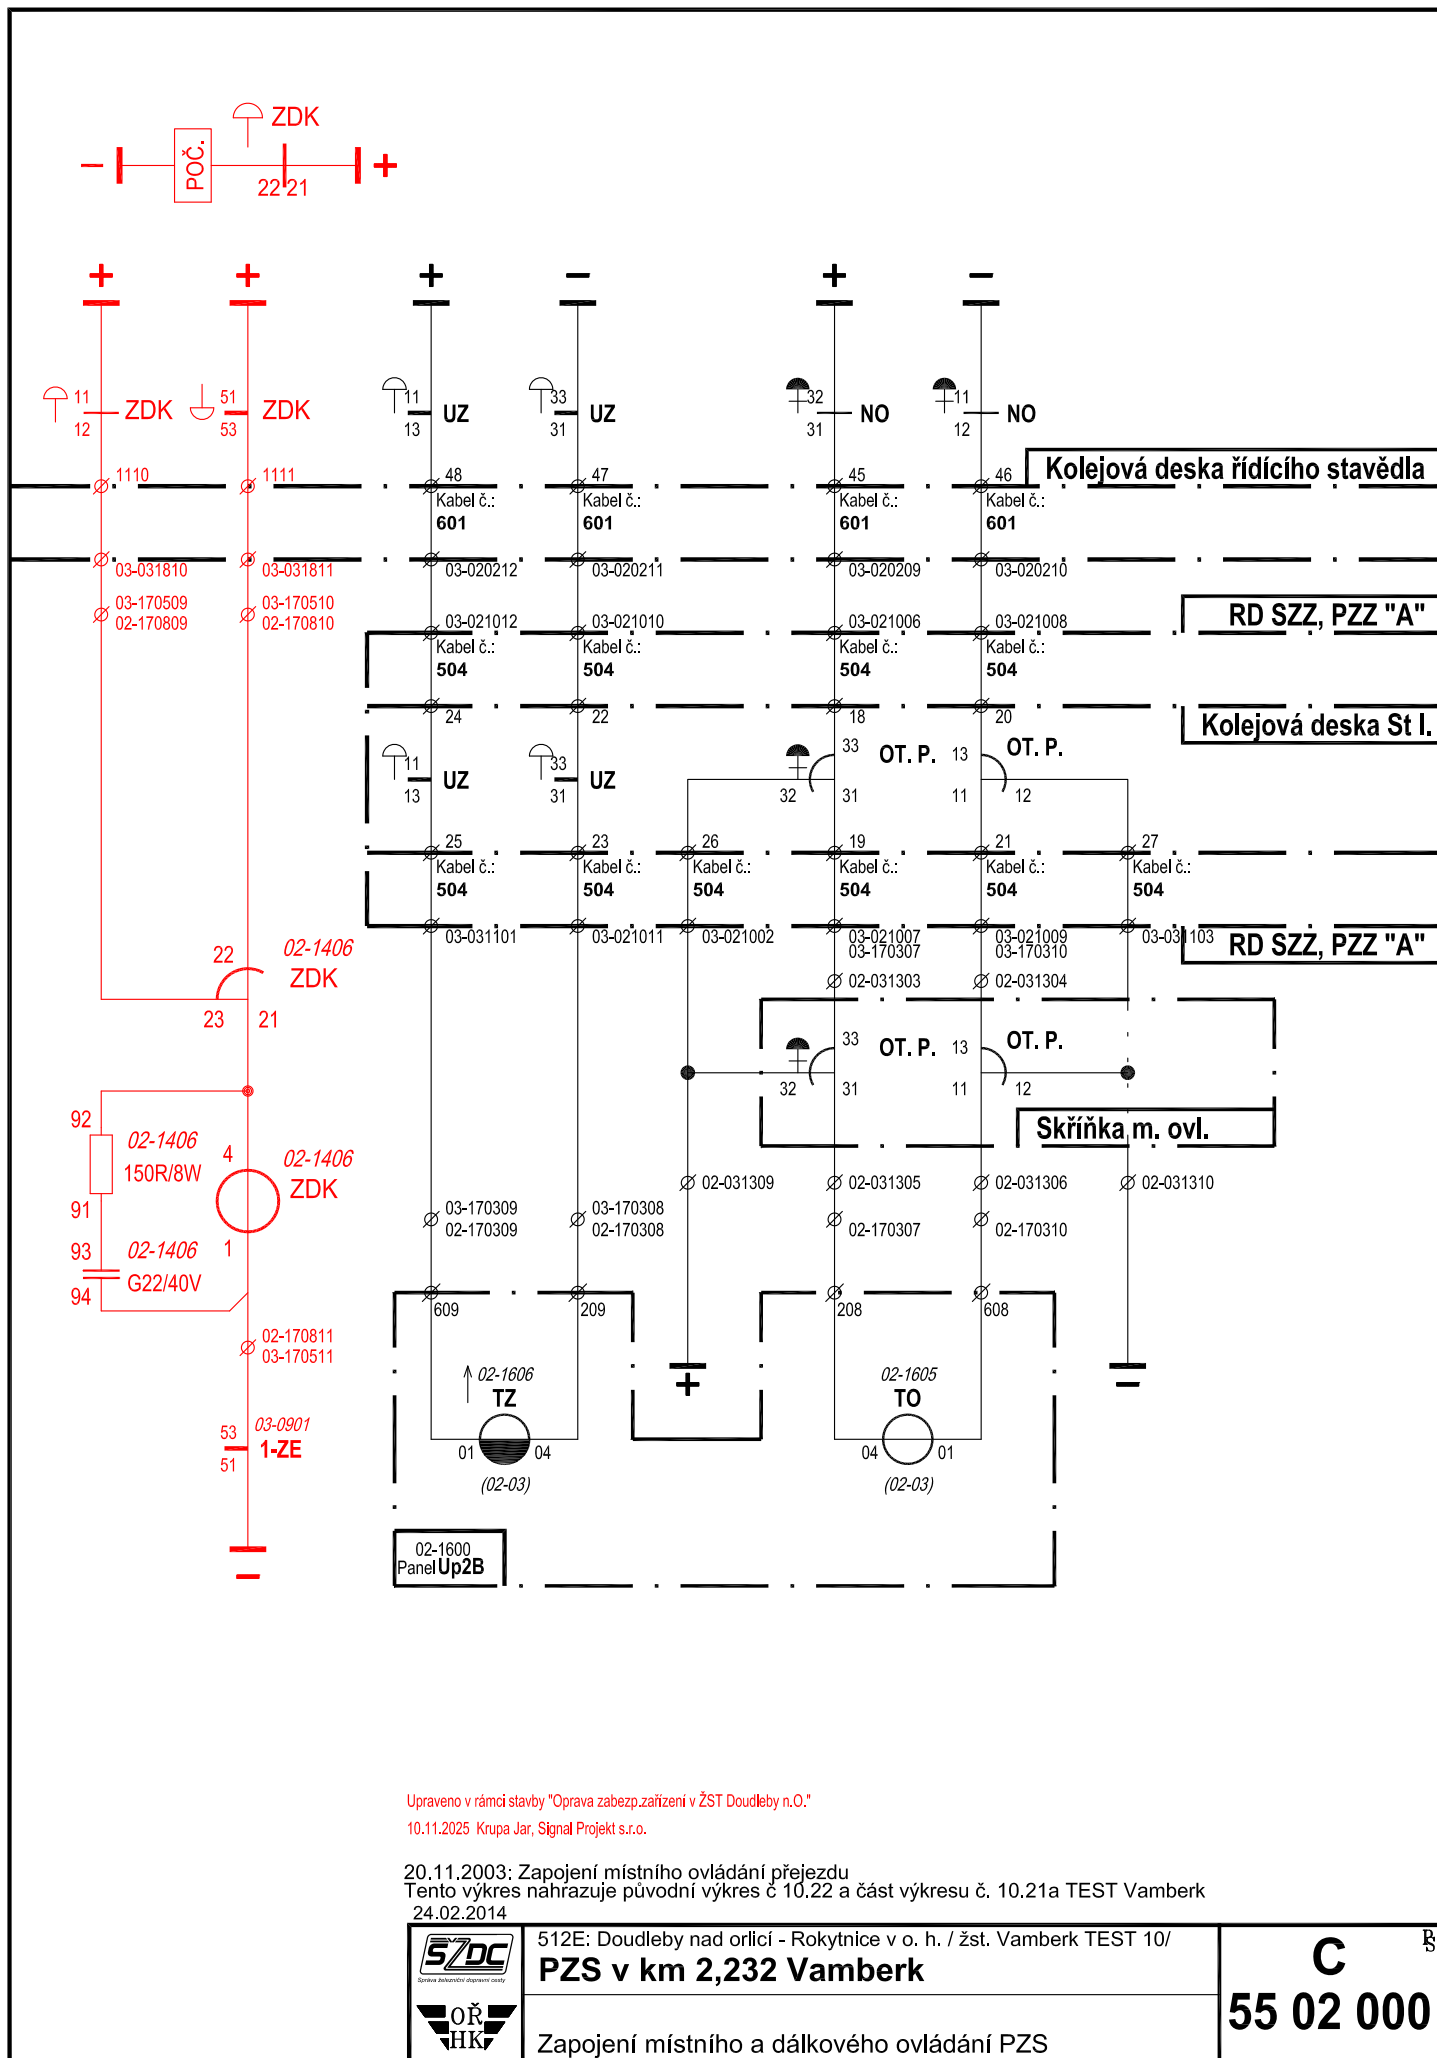 ZDK
POČ.
- +
22 21
+ + + - + -
11 ZDK 51 ZDK 11 UZ 33 UZ 32 NO 11 NO
12 53 13 31 31 12
Kolejová deska řídícího stavědla
1110 1111 48 47 45 46
Kabel č.: Kabel č.: Kabel č.: Kabel č.:
601 601 601 601
03-031810 03-031811 03-020212 03-020211 03-020209 03-020210
03-170509 03-170510
02-170809 02-170810
RD SZZ, PZZ "A"
03-021012 03-021010 03-021006 03-021008
Kabel č.: Kabel č.: Kabel č.: Kabel č.:
504 504 504 504
24 22 18 20
Kolejová deska St I.
11 UZ 33 UZ 33 OT. P. 13 OT. P.
13 31 32 31 11 12
25 23 26 19 21 27
Kabel č.: Kabel č.: Kabel č.: Kabel č.: Kabel č.: Kabel č.:
504 504 504 504 504 504
03-031101 03-021011 03-021002 03-021007 03-021009 03-031103
03-170307 03-170310
RD SZZ, PZZ "A"
22 02-1406
ZDK
02-031303 02-031304
23 21
33 OT. P. 13 OT. P.
32 31 11 12
Skříňka m. ovl.
92 02-1406 4 02-1406
150R/8W ZDK
91
02-031309 02-031305 02-031306 02-031310
03-170309 03-170308
02-170309 02-170308 02-170307 02-170310
93 02-1406 1
G22/40V
94
609 209 208 608
02-170811
03-170511
+ -
02-1606 02-1605
TZ TO
53 03-0901
1-ZE
51
01 04 04 01
(02-03) (02-03)
02-1600
Panel Up2B
-
Upraveno v rámci stavby "Oprava zabezp.zařízení v ŽST Doudleby n.O."
10.11.2025 Krupa Jar, Signal Projekt s.r.o.
20.11.2003: Zapojení místního ovládání přejezdu
Tento výkres nahrazuje původní výkres č 10.22 a část výkresu č. 10.21a TEST Vamberk
24.02.2014
SŽDC
Správa železniční dopravní cesty
OŘ
HK
512E: Doudleby nad orlicí - Rokytnice v o. h. / žst. Vamberk TEST 10/
PZS v km 2,232 Vamberk
Zapojení místního a dálkového ovládání PZS
C
55 02 000